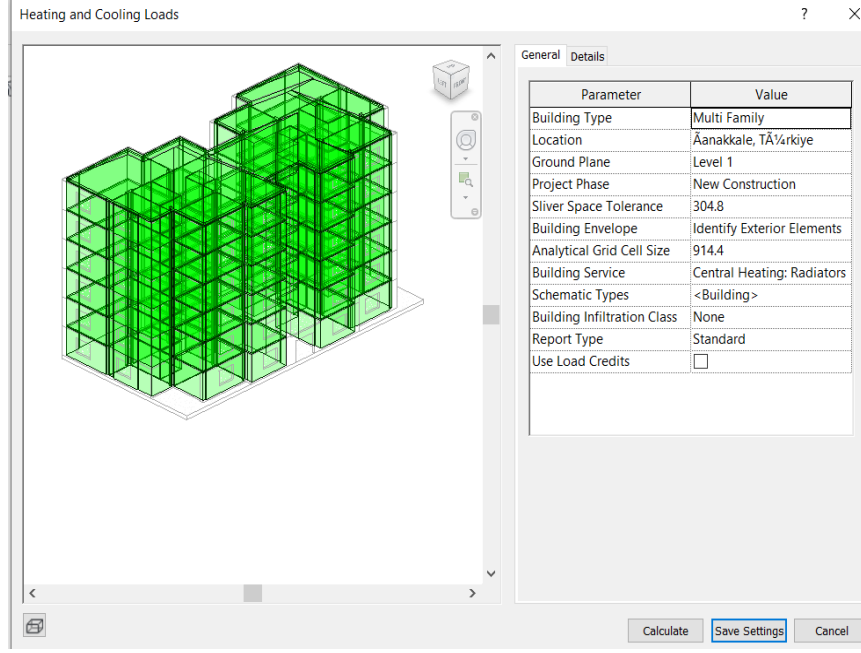 Heating and Cooling Loads
?
LEFT FRONT
General Details
Parameter Value
Building Type Multi Family
Location Ãanakkale, TÃ¼rkiye
Ground Plane Level 1
Project Phase New Construction
Sliver Space Tolerance 304.8
Building Envelope Identify Exterior Elements
Analytical Grid Cell Size 914.4
Building Service Central Heating: Radiators
Schematic Types <Building>
Building Infiltration Class None
Report Type Standard
Use Load Credits
Calculate Save Settings Cancel